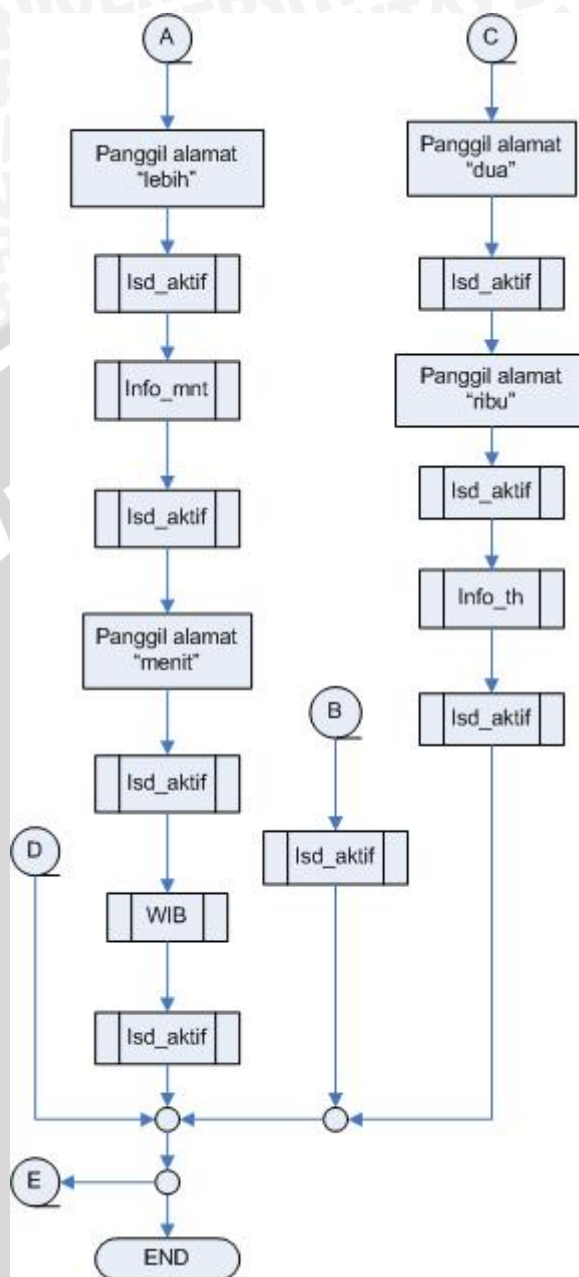 A
Panggil alamat
"lebih"
Isd_aktif
Info_mnt
Isd_aktif
Panggil alamat
"menit"
Isd_aktif
WIB
Isd_aktif
C
Panggil alamat
"dua"
Isd_aktif
Panggil alamat
"ribu"
Isd_aktif
Info_th
Isd_aktif
B
Isd_aktif
D
E
END